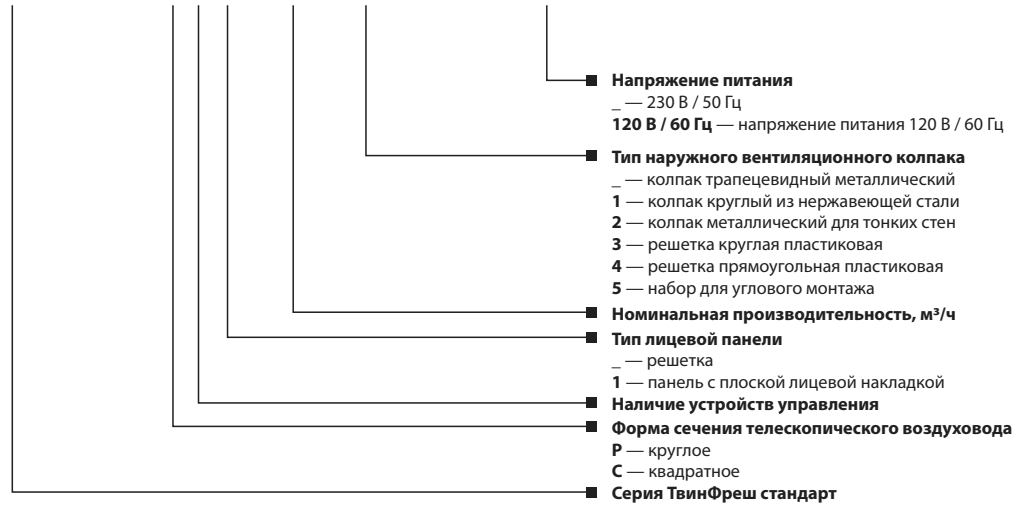 Напряжение питания
_ — 230 В / 50 Гц
120 В / 60 Гц — напряжение питания 120 В / 60 Гц
Тип наружного вентиляционного колпака
_ — колпак трапецевидный металлический
1 — колпак круглый из нержавеющей стали
2 — колпак металлический для тонких стен
3 — решетка круглая пластиковая
4 — решетка прямоугольная пластиковая
5 — набор для углового монтажа
Номинальная производительность, м³/ч
Тип лицевой панели
_ — решетка
1 — панель с плоской лицевой накладкой
Наличие устройств управления
Форма сечения телескопического воздуховода
Р — круглое
С — квадратное
Серия ТвинФреш стандарт